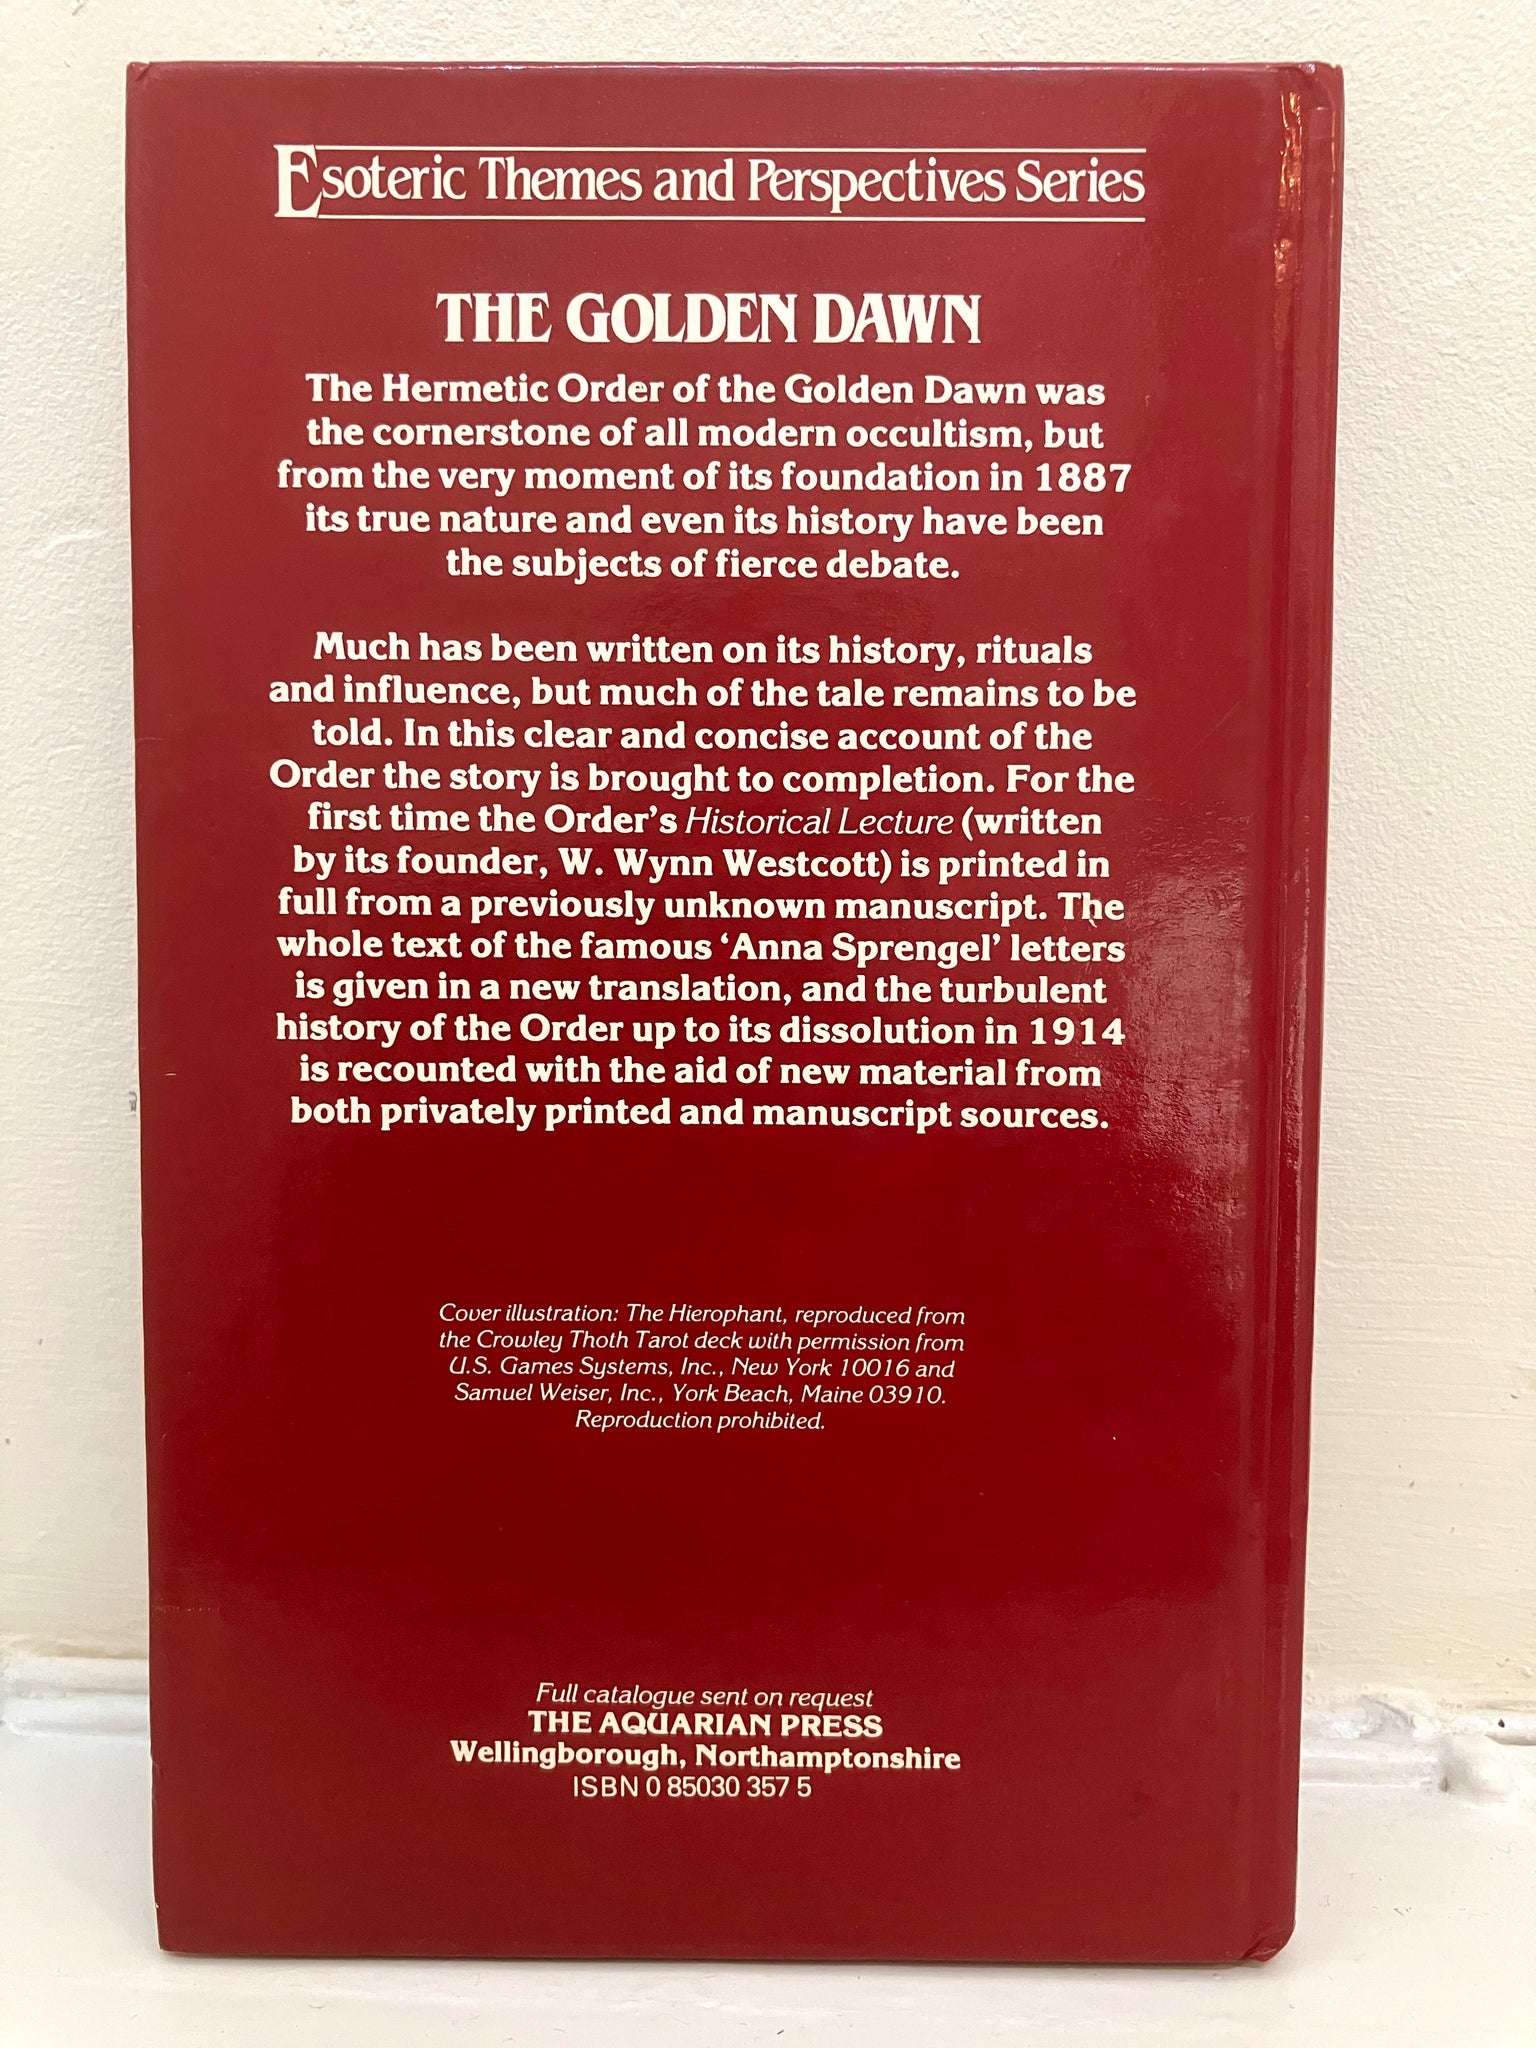 Esoteric Themes and Perspectives Series
THE GOLDEN DAWN
The Hermetic Order of the Golden Dawn was
the cornerstone of all modern occultism, but
from the very moment of its foundation in 1887
its true nature and even its history have been
the subjects of fierce debate.
Much has been written on its history, rituals
and influence, but much of the tale remains to be
told. In this clear and concise account of the
Order the story is brought to completion. For the
first time the Order's Historical Lecture (written
by its founder, W. Wynn Westcott) is printed in
full from a previously unknown manuscript. The
whole text of the famous ‘Anna Sprengel’ letters
is given in a new translation, and the turbulent
history of the Order up to its dissolution in 1914
is recounted with the aid of new material from
both privately printed and manuscript sources.
Cover illustration: The Hierophant, reproduced from
the Crowley Thoth Tarot deck with permission from
U.S. Games Systems, Inc., New York 10016 and
Samuel Weiser, Inc., York Beach, Maine 03910.
Reproduction prohibited.
Full catalogue sent on request
THE AQUARIAN PRESS
Wellingborough, Northamptonshire
ISBN 0 85030 357 5